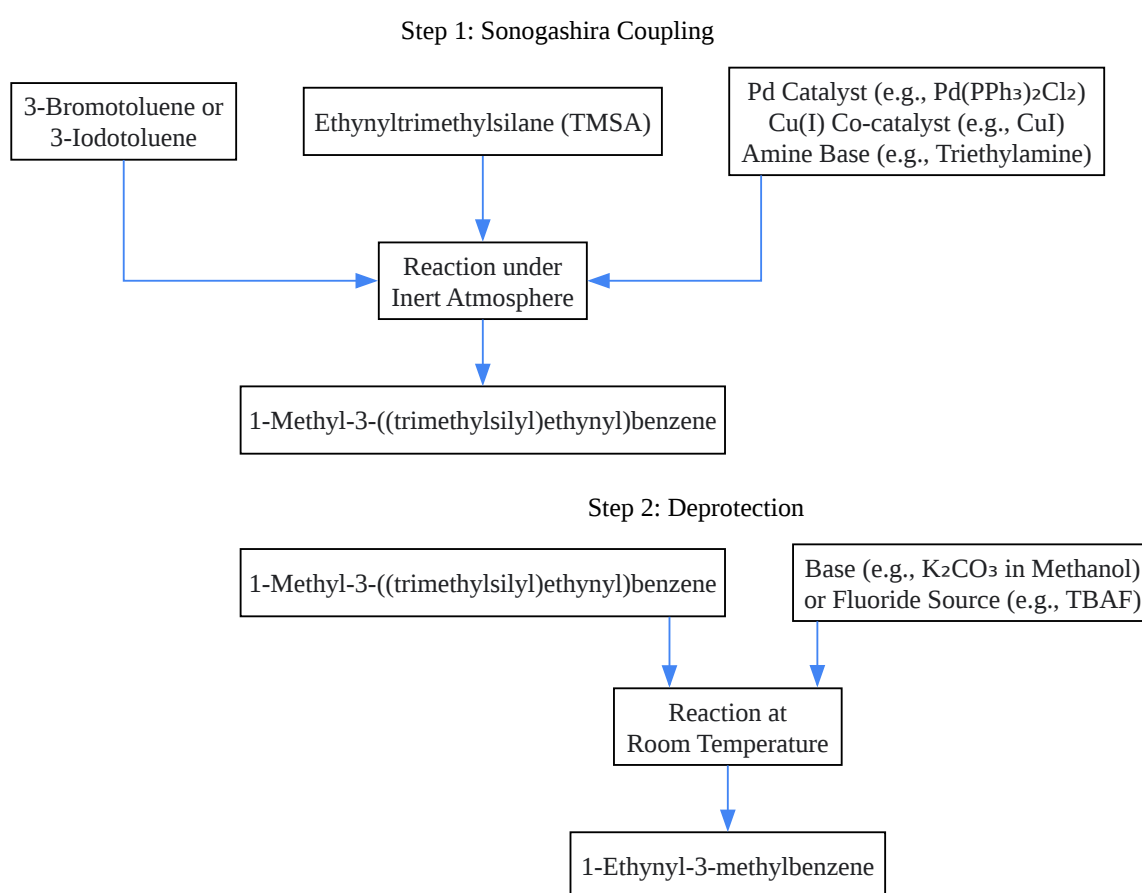 Step 1: Sonogashira Coupling
3-Bromotoluene or
3-Iodotoluene
Ethynyltrimethylsilane (TMSA)
Pd Catalyst (e.g., Pd(PPh₃)₂Cl₂)
Cu(I) Co-catalyst (e.g., CuI)
Amine Base (e.g., Triethylamine)
Reaction under
Inert Atmosphere
1-Methyl-3-((trimethylsilyl)ethynyl)benzene
Step 2: Deprotection
1-Methyl-3-((trimethylsilyl)ethynyl)benzene
Base (e.g., K₂CO₃ in Methanol)
or Fluoride Source (e.g., TBAF)
Reaction at
Room Temperature
1-Ethynyl-3-methylbenzene